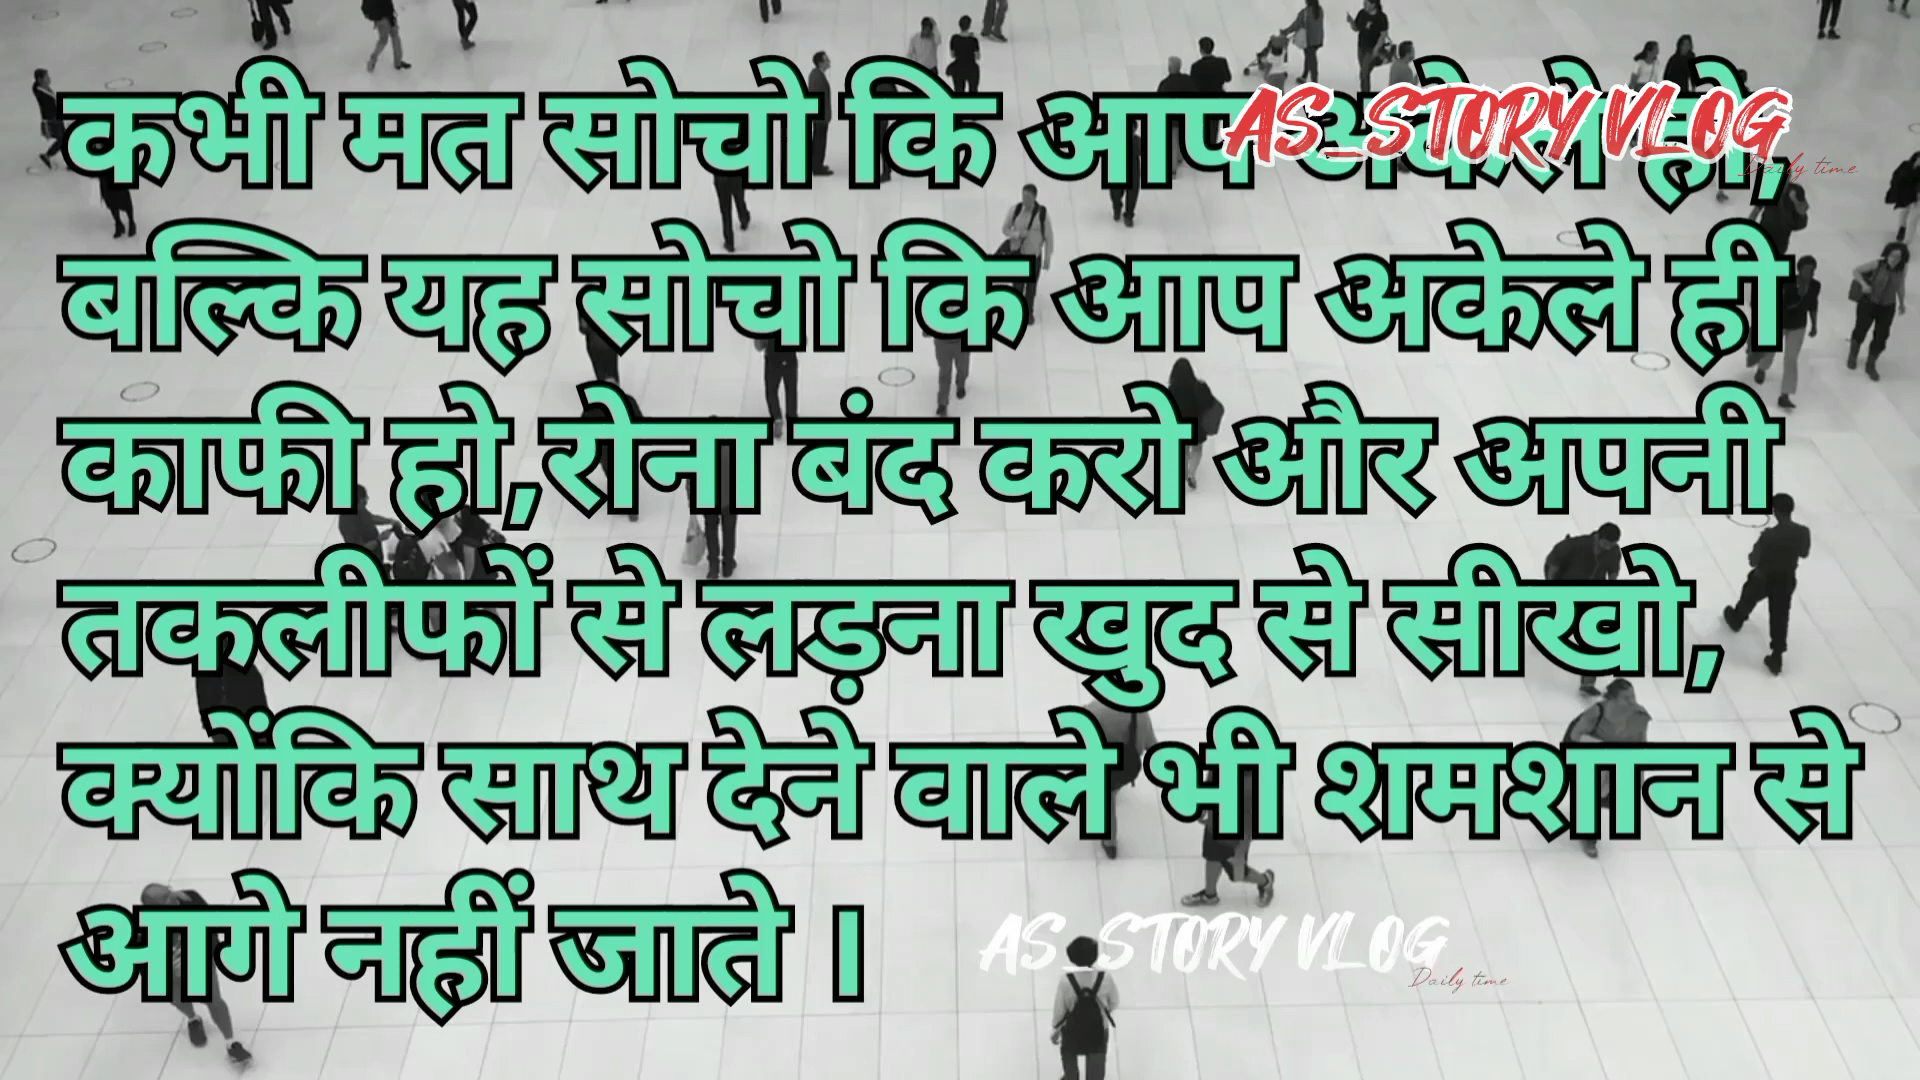 कभी मत सोचो कि आप अकेले हो,
AS_STORY VLOG
Daily time
बल्कि यह सोचो कि आप अकेले ही
काफी हो,रोना बंद करो और अपनी
तकलीफों से लड़ना खुद से सीखो,
क्योंकि साथ देने वाले भी शमशान से
आगे नहीं जाते ।
AS_STORY VLOG
Daily time